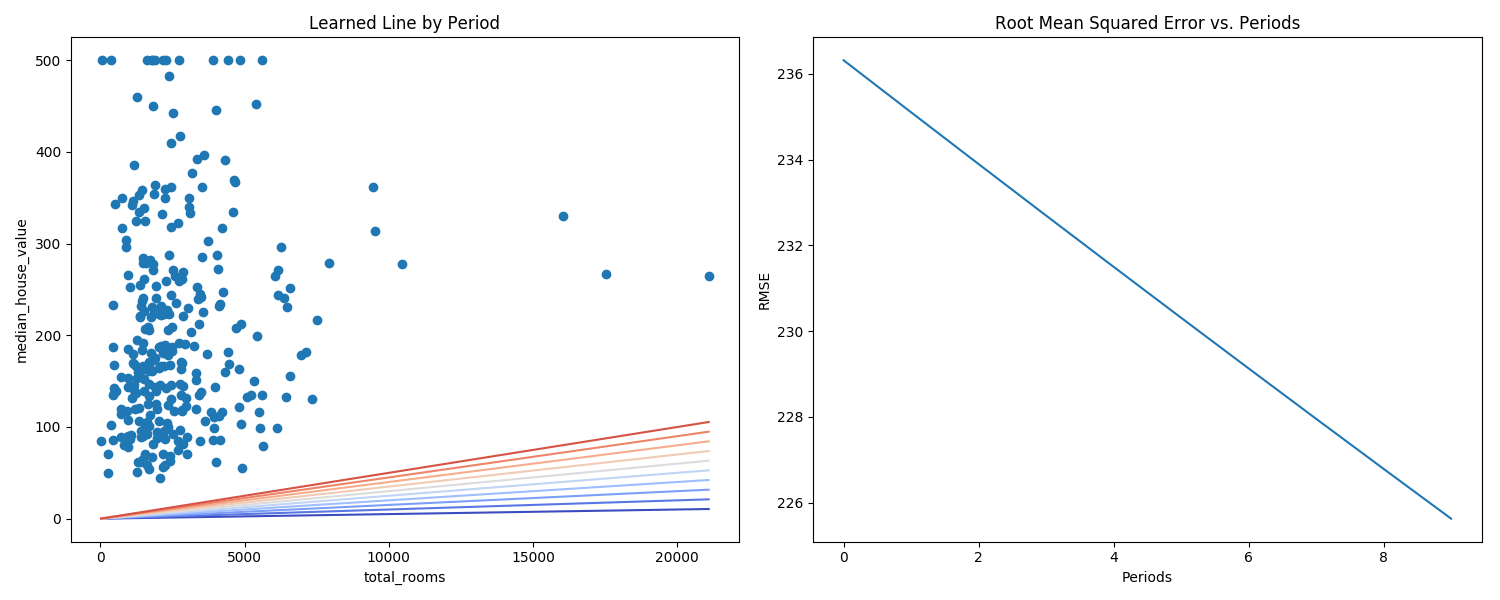 Learned Line by Period
500
400
300
200
100
0
median_house_value
0 5000 10000 15000 20000
total_rooms
Root Mean Squared Error vs. Periods
236
234
232
230
228
226
RMSE
0 2 4 6 8
Periods